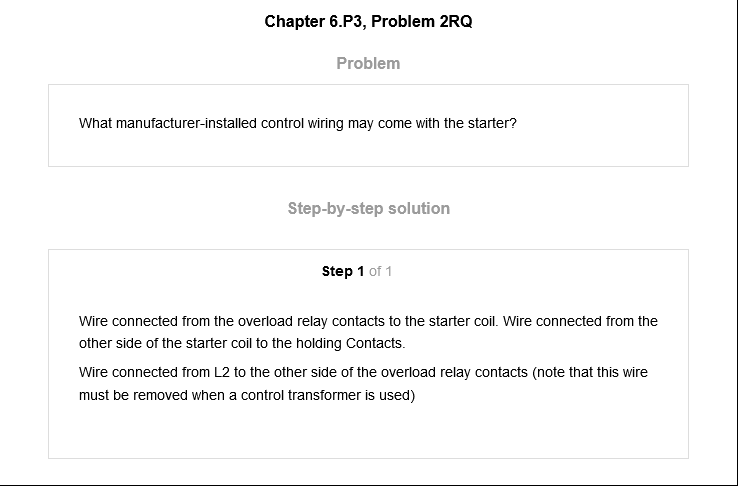 Chapter 6.P3, Problem 2RQ
Problem
What manufacturer-installed control wiring may come with the starter?
Step-by-step solution
Step 1 of 1
Wire connected from the overload relay contacts to the starter coil. Wire connected from the
other side of the starter coil to the holding Contacts.
Wire connected from L2 to the other side of the overload relay contacts (note that this wire
must be removed when a control transformer is used)